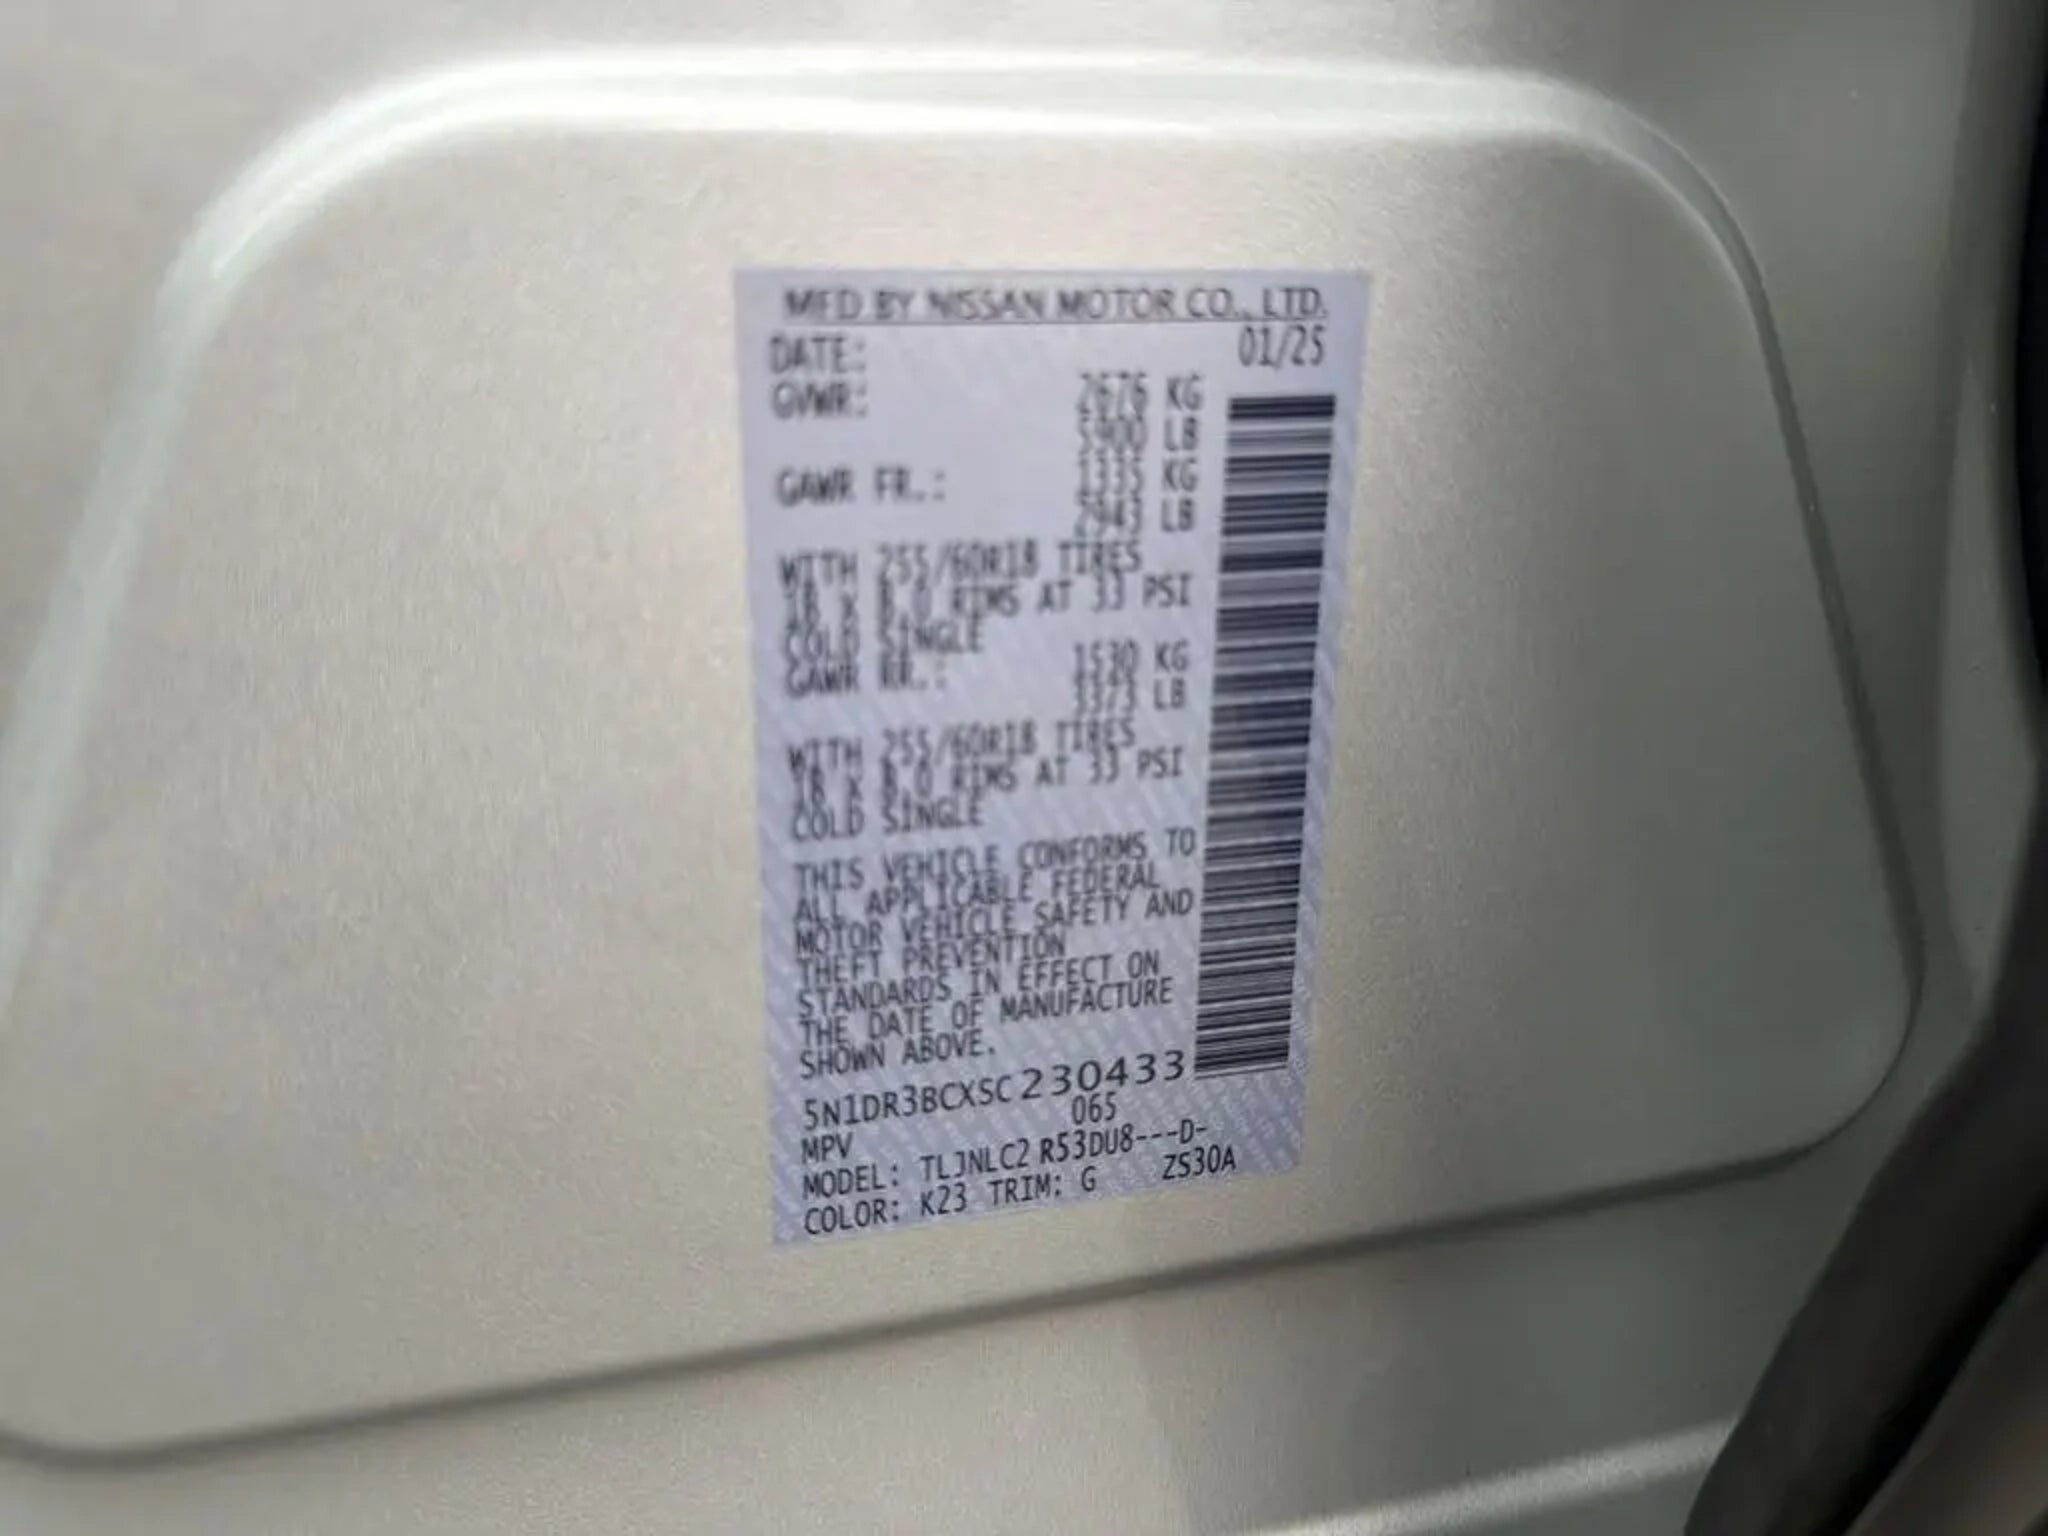 MFD BY NISSAN MOTOR CO., LTD.
DATE: 01/25
GVWR: 2676 KG
5900 LB
GAWR FR.: 1335 KG
2943 LB
WITH 255/60R18 TIRES
18 X 8.0 RIMS AT 33 PSI
COLD SINGLE
GAWR RR.: 1530 KG
3373 LB
WITH 255/60R18 TIRES
18 X 8.0 RIMS AT 33 PSI
COLD SINGLE
THIS VEHICLE CONFORMS TO
ALL APPLICABLE FEDERAL
MOTOR VEHICLE SAFETY AND
THEFT PREVENTION
STANDARDS IN EFFECT ON
THE DATE OF MANUFACTURE
SHOWN ABOVE.
5N1DR3BCXSC230433
MPV 065
MODEL: TLJNLC2 R53DU8---D-
COLOR: K23 TRIM: G ZS30A